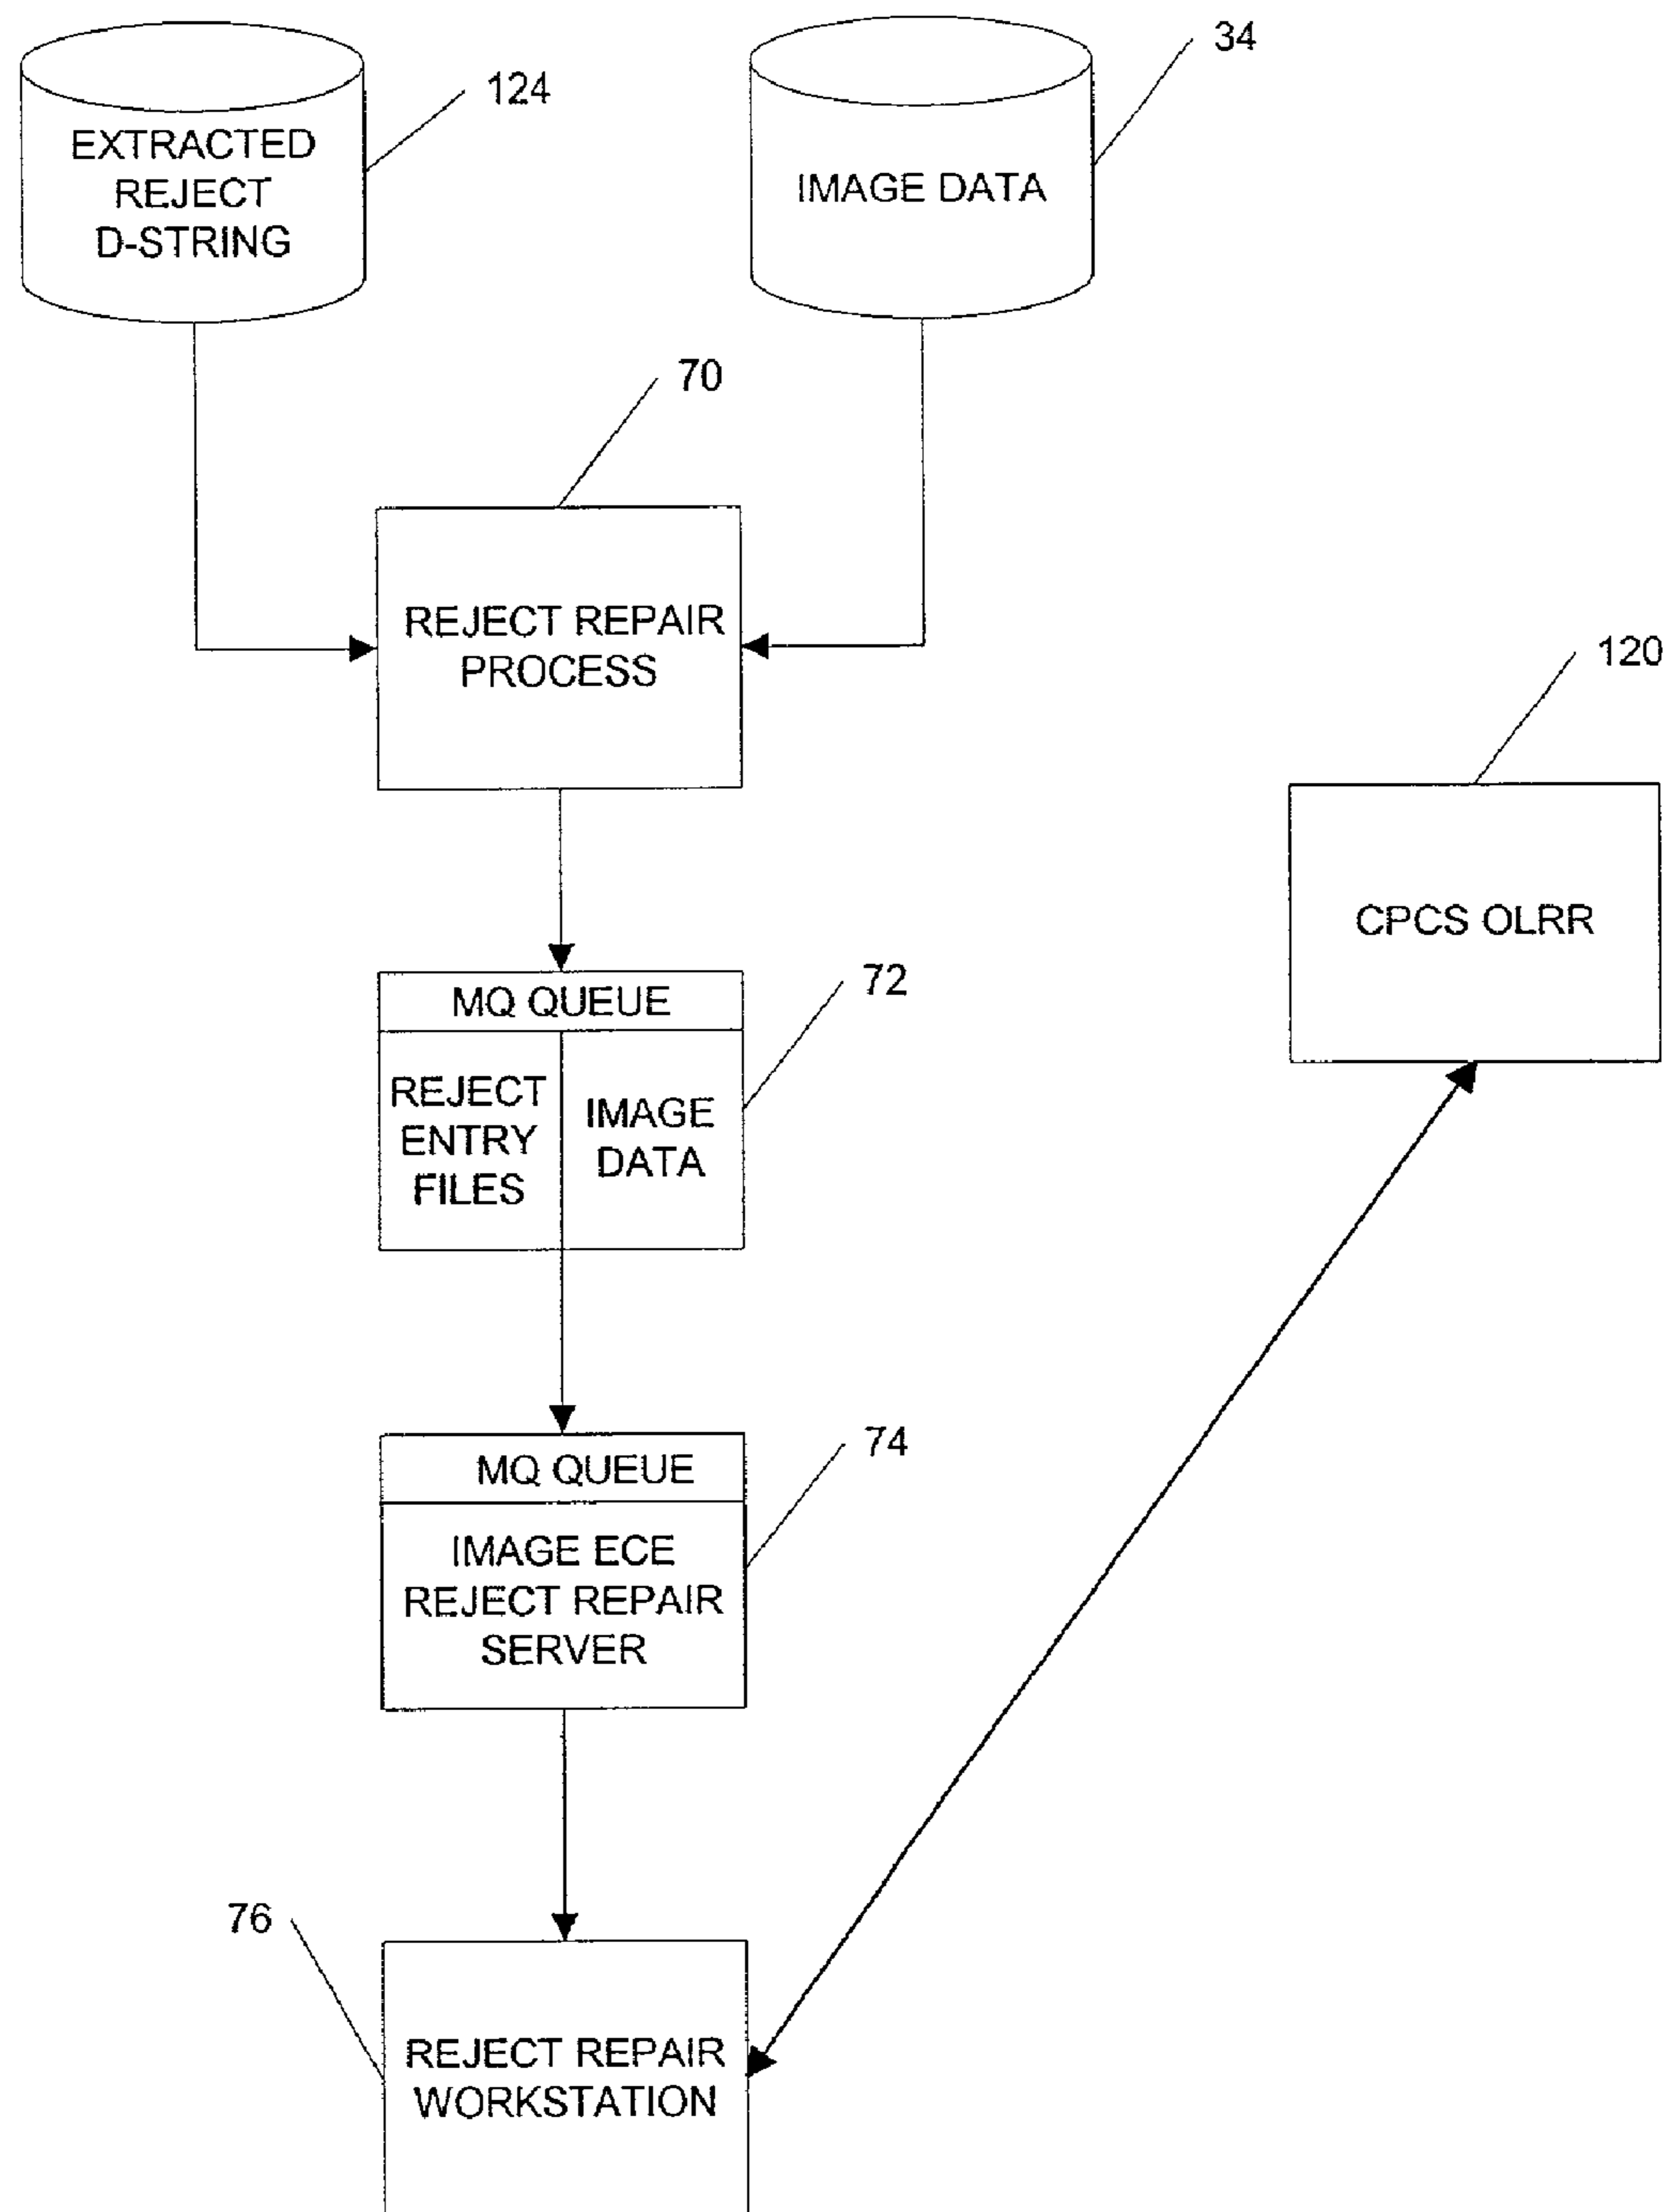 34
124
EXTRACTED
REJECT
D-STRING
IMAGE DATA
70
REJECT REPAIR
PROCESS
120
CPCS OLRR
72
MQ QUEUE
REJECT
ENTRY
FILES
IMAGE
DATA
74
MQ QUEUE
IMAGE ECE
REJECT REPAIR
SERVER
76
REJECT REPAIR
WORKSTATION